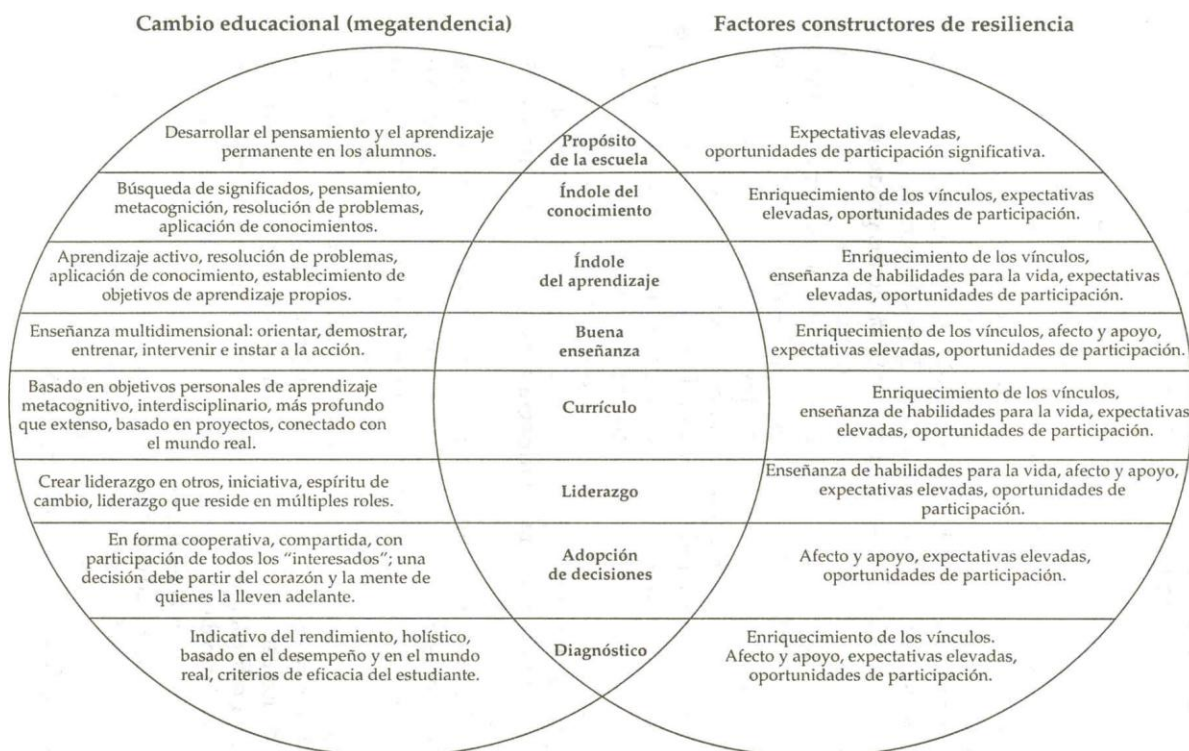 Cambio educacional (megatendencia)
Factores constructores de resiliencia
Desarrollar el pensamiento y el aprendizaje
permanente en los alumnos.
Propósito
de la escuela
Expectativas elevadas,
oportunidades de participación significativa.
Búsqueda de significados, pensamiento,
metacognición, resolución de problemas,
aplicación de conocimientos.
Índole del
conocimiento
Enriquecimiento de los vínculos, expectativas
elevadas, oportunidades de participación.
Aprendizaje activo, resolución de problemas,
aplicación de conocimiento, establecimiento de
objetivos de aprendizaje propios.
Índole
del aprendizaje
Enriquecimiento de los vínculos,
enseñanza de habilidades para la vida, expectativas
elevadas, oportunidades de participación.
Enseñanza multidimensional: orientar, demostrar,
entrenar, intervenir e instar a la acción.
Buena
enseñanza
Enriquecimiento de los vínculos, afecto y apoyo,
expectativas elevadas, oportunidades de participación.
Basado en objetivos personales de aprendizaje
metacognitivo, interdisciplinario, más profundo
que extenso, basado en proyectos, conectado con
el mundo real.
Currículo
Enriquecimiento de los vínculos,
enseñanza de habilidades para la vida, expectativas
elevadas, oportunidades de participación.
Crear liderazgo en otros, iniciativa, espíritu de
cambio, liderazgo que reside en múltiples roles.
Liderazgo
Enseñanza de habilidades para la vida, afecto y apoyo,
expectativas elevadas, oportunidades de
participación.
En forma cooperativa, compartida, con
participación de todos los “interesados”; una
decisión debe partir del corazón y la mente de
quienes la lleven adelante.
Adopción
de decisiones
Afecto y apoyo, expectativas elevadas,
oportunidades de participación.
Indicativo del rendimiento, holístico,
basado en el desempeño y en el mundo
real, criterios de eficacia del estudiante.
Diagnóstico
Enriquecimiento de los vínculos.
Afecto y apoyo, expectativas elevadas,
oportunidades de participación.